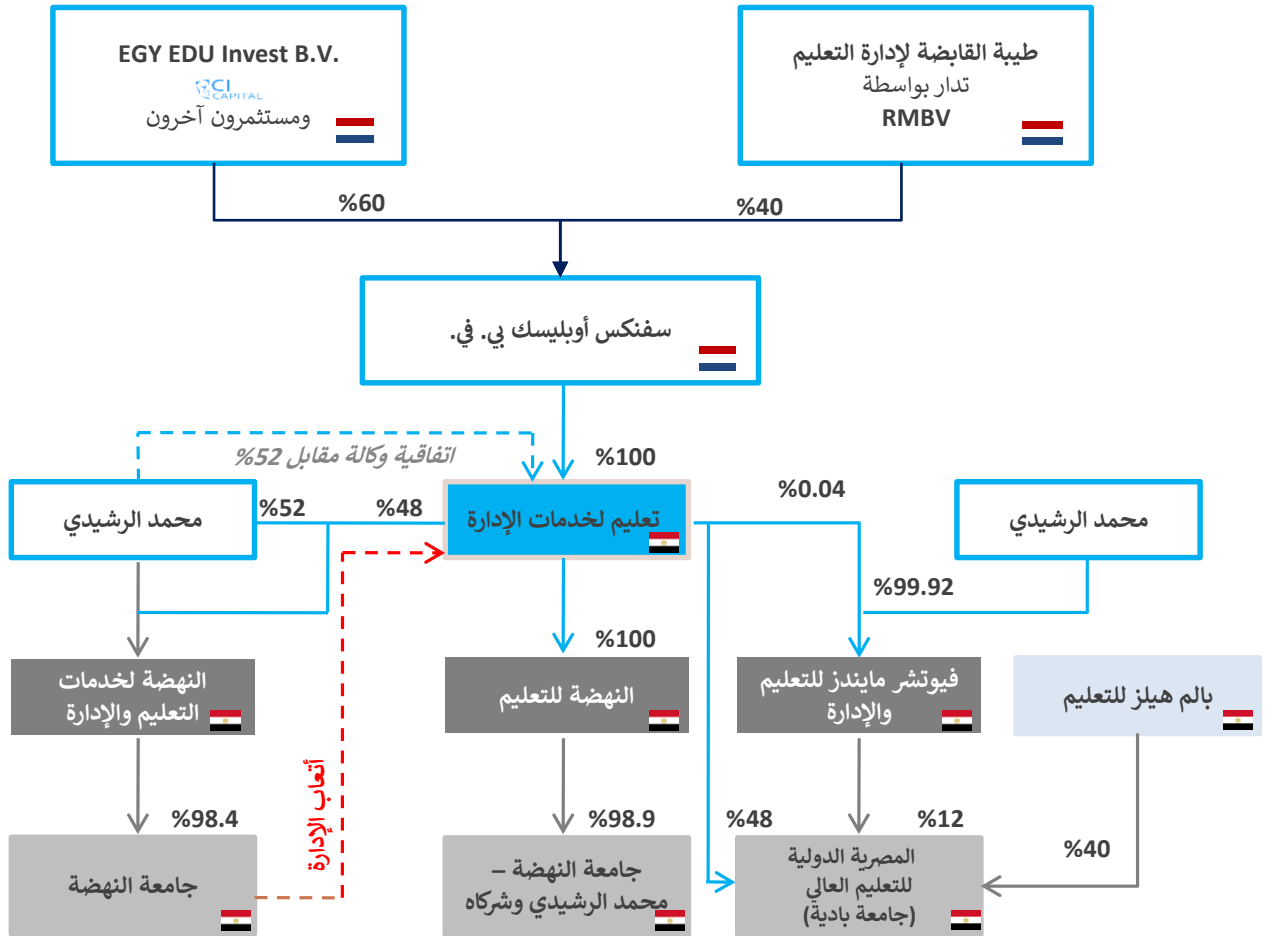 طيبة القابضة لإدارة التعليم
تدار بواسطة
RMBV
EGY EDU Invest B.V.
CI
CAPITAL
ومستثمرون آخرون
%40
%60
سفنكس أوبليسك بي. في.
%100
اتفاقية وكالة مقابل 52%
%0.04
محمد الرشيدي
تعليم لخدمات الإدارة
%48
%52
محمد الرشيدي
%99.92
%100
بالم هيلز للتعليم
فيوتشر مايندز للتعليم
والإدارة
النهضة للتعليم
النهضة لخدمات
التعليم والإدارة
أتعاب الإدارة
%40
%12
%48
%98.9
%98.4
المصرية الدولية
للتعليم العالي
(جامعة بادية)
جامعة النهضة –
محمد الرشيدي وشركاه
جامعة النهضة